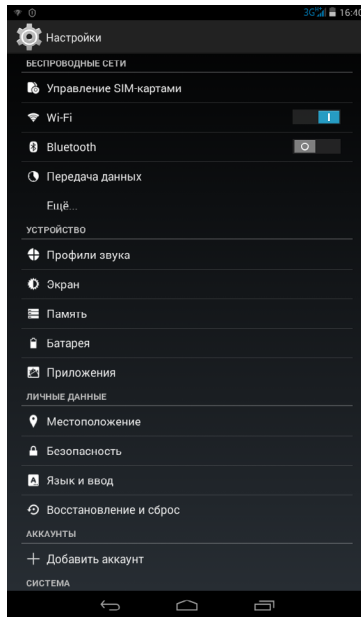 3G 16:40
Настройки
БЕСПРОВОДНЫЕ СЕТИ
Управление SIM-картами
Wi-Fi
Bluetooth
Передача данных
Ещё...
УСТРОЙСТВО
Профили звука
Экран
Память
Батарея
Приложения
ЛИЧНЫЕ ДАННЫЕ
Местоположение
Безопасность
Язык и ввод
Восстановление и сброс
АККАУНТЫ
Добавить аккаунт
СИСТЕМА